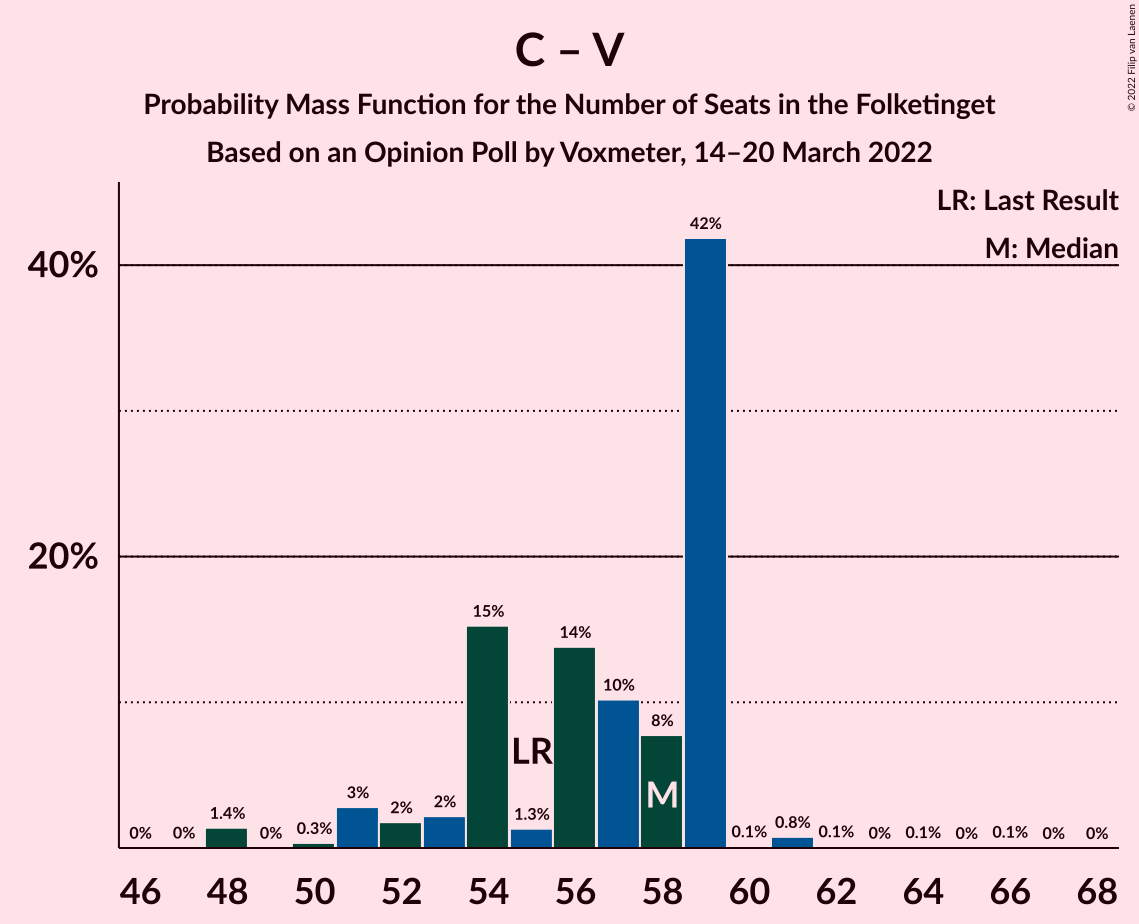 C – V
Probability Mass Function for the Number of Seats in the Folketinget
Based on an Opinion Poll by Voxmeter, 14–20 March 2022
© 2022 Filip van Laenen
LR: Last Result
M: Median
40%
20%
0%
0%
1.4%
0%
0.3%
3%
2%
2%
15%
1.3%
14%
10%
8%
42%
0.1%
0.8%
0.1%
0%
0.1%
0%
0.1%
0%
0%
LR
M
46 48 50 52 54 56 58 60 62 64 66 68